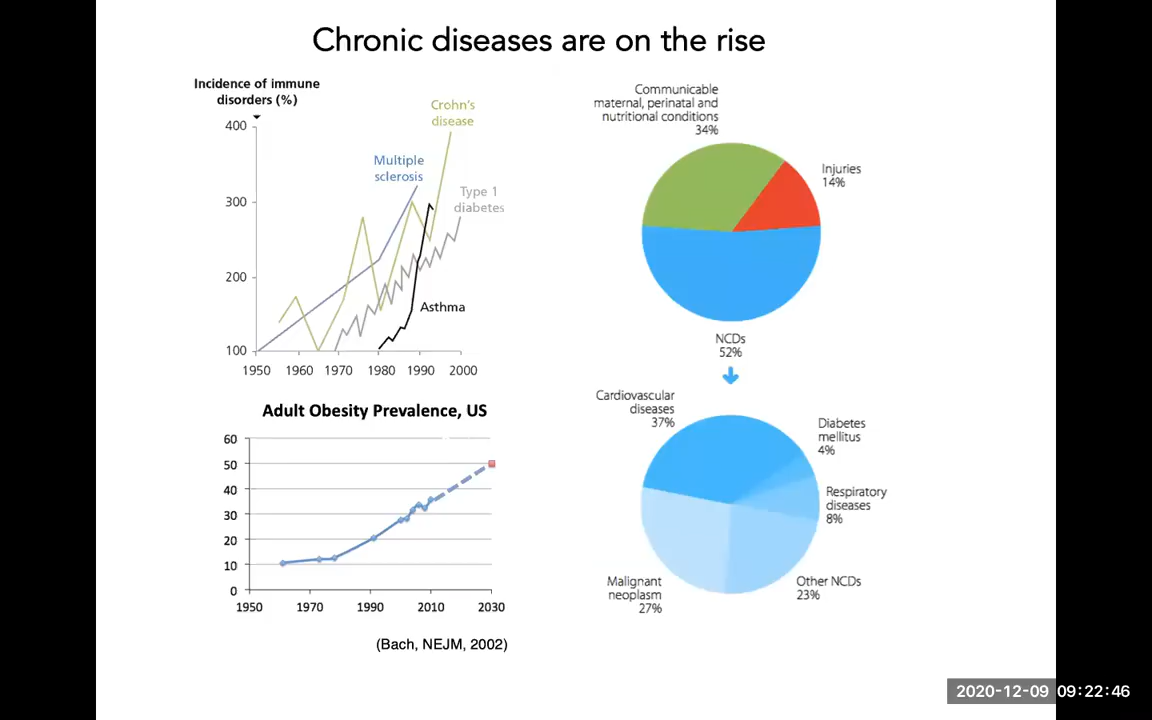 Chronic diseases are on the rise
Incidence of immune
disorders (%)
400
300
200
100
1950 1960 1970 1980 1990 2000
Crohn's
disease
Multiple
sclerosis
Type 1
diabetes
Asthma
Adult Obesity Prevalence, US
60
50
40
30
20
10
0
1950 1970 1990 2010 2030
(Bach, NEJM, 2002)
Communicable
maternal, perinatal and
nutritional conditions
34%
Injuries
14%
NCDs
52%
Cardiovascular
diseases
37%
Diabetes
mellitus
4%
Respiratory
diseases
8%
Malignant
neoplasm
27%
Other NCDs
23%
2020-12-09 09:22:46